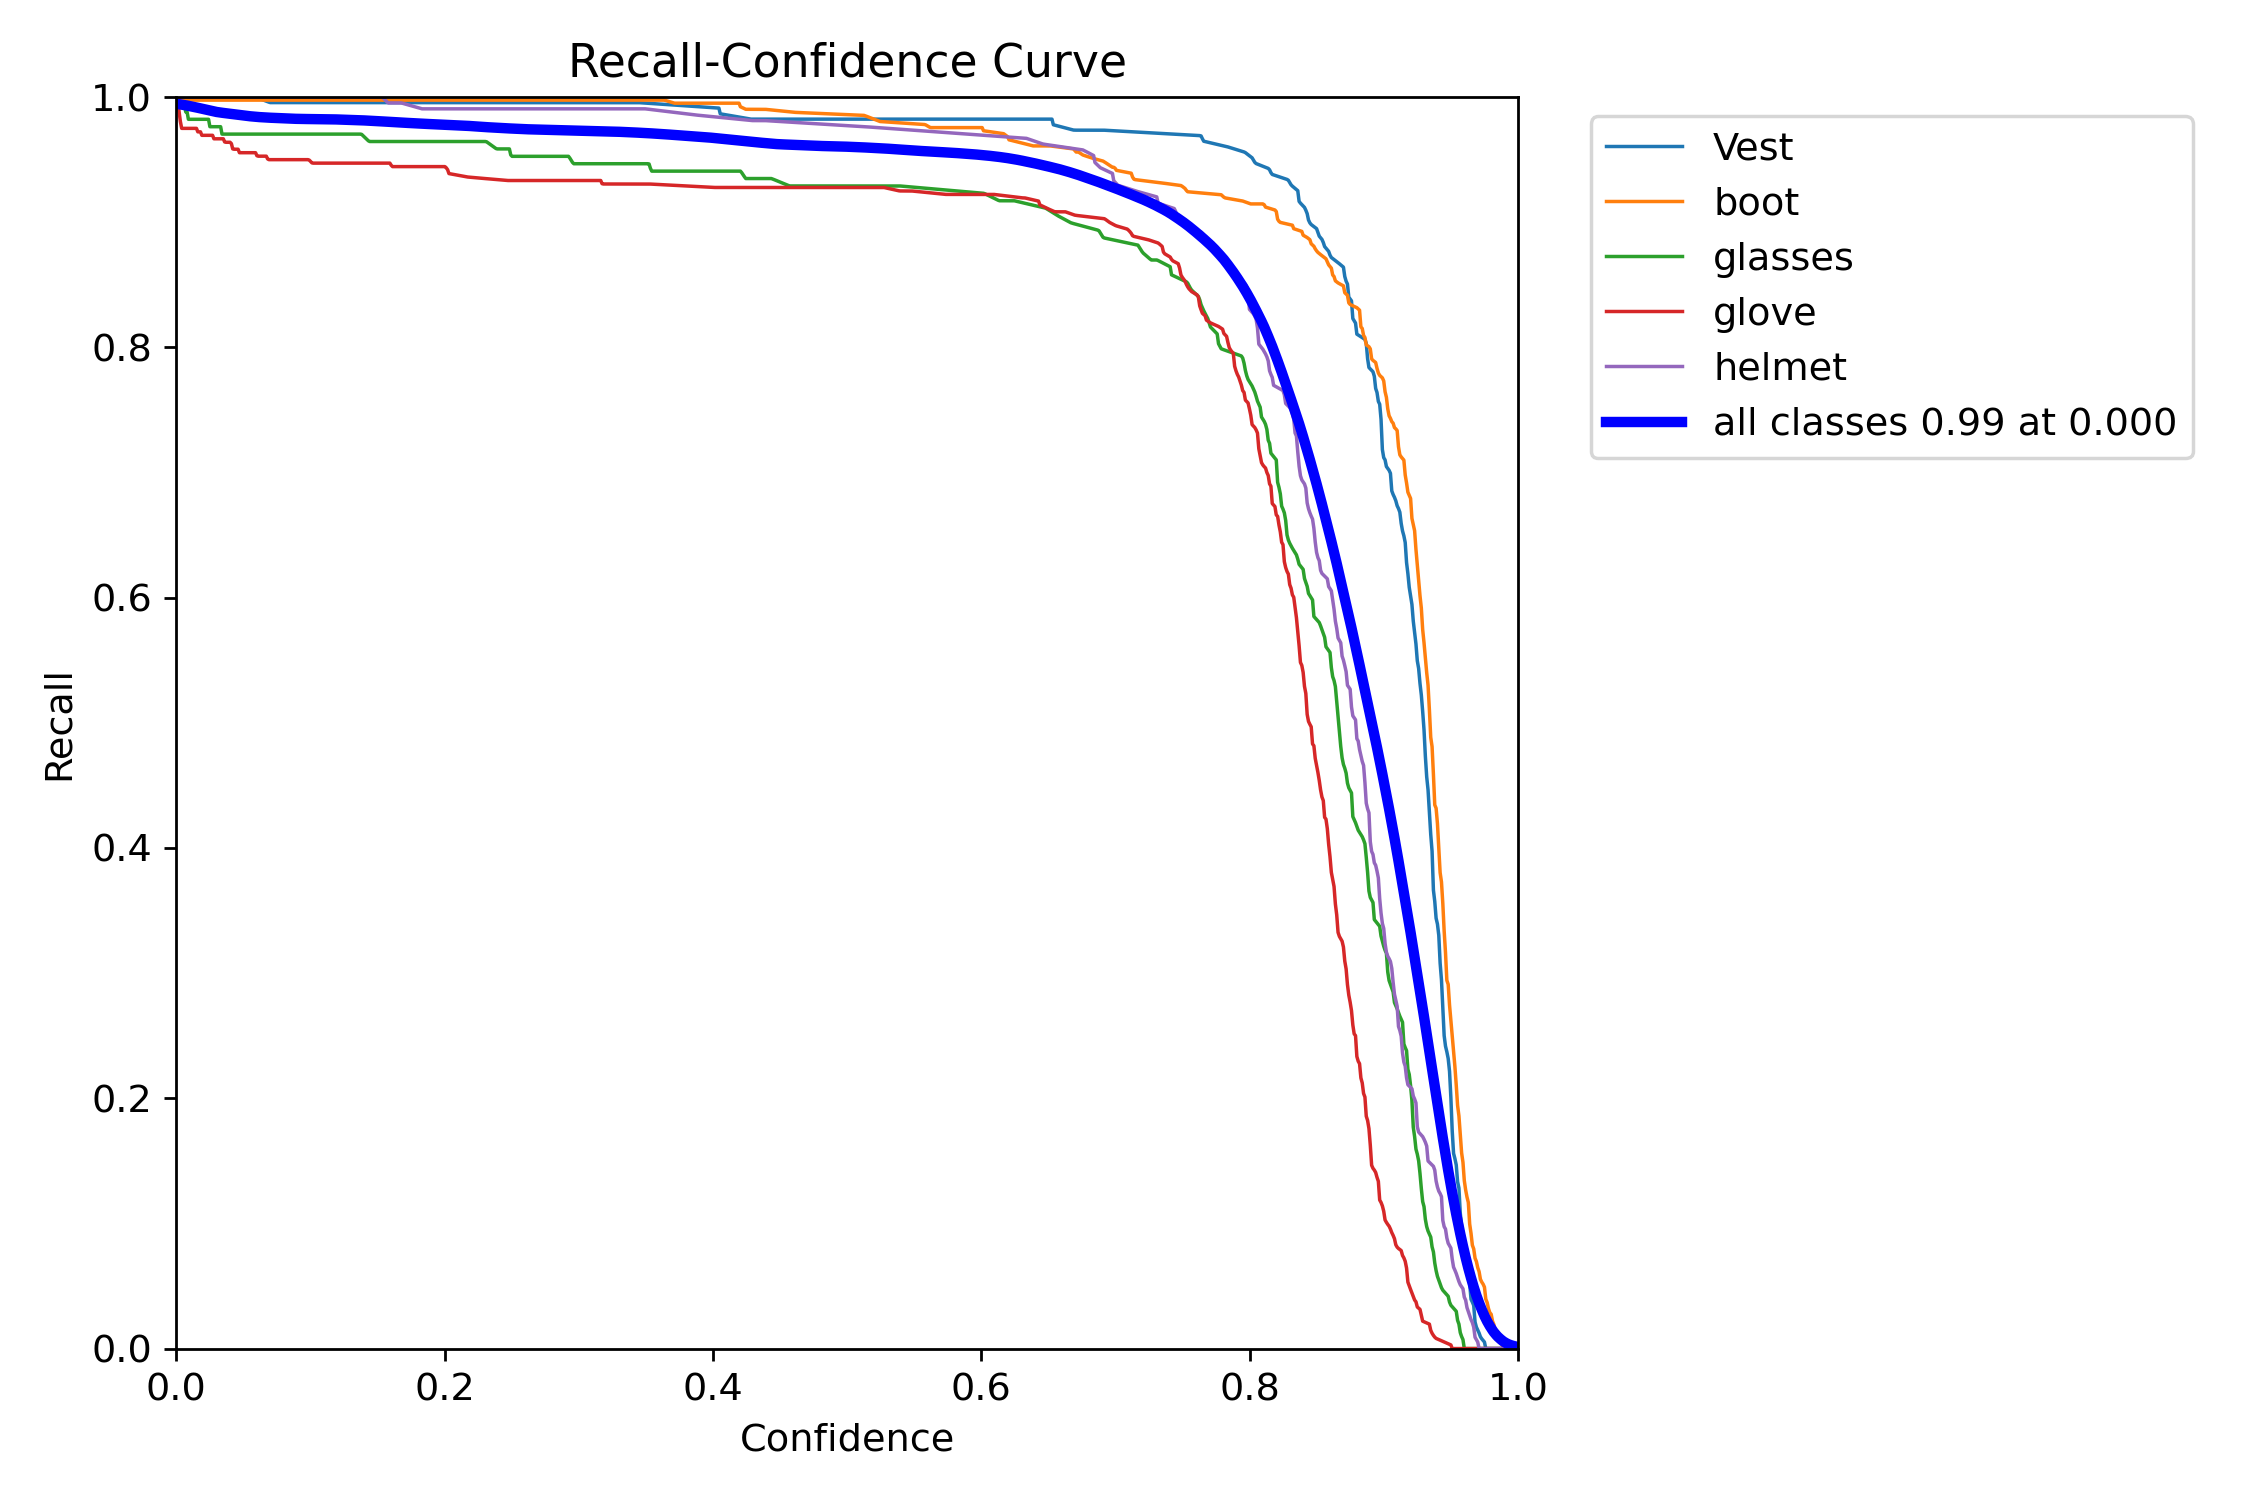 Recall-Confidence Curve
1.0
0.8
0.6
0.4
0.2
0.0
Recall
0.0 0.2 0.4 0.6 0.8 1.0
Confidence
Vest
boot
glasses
glove
helmet
all classes 0.99 at 0.000